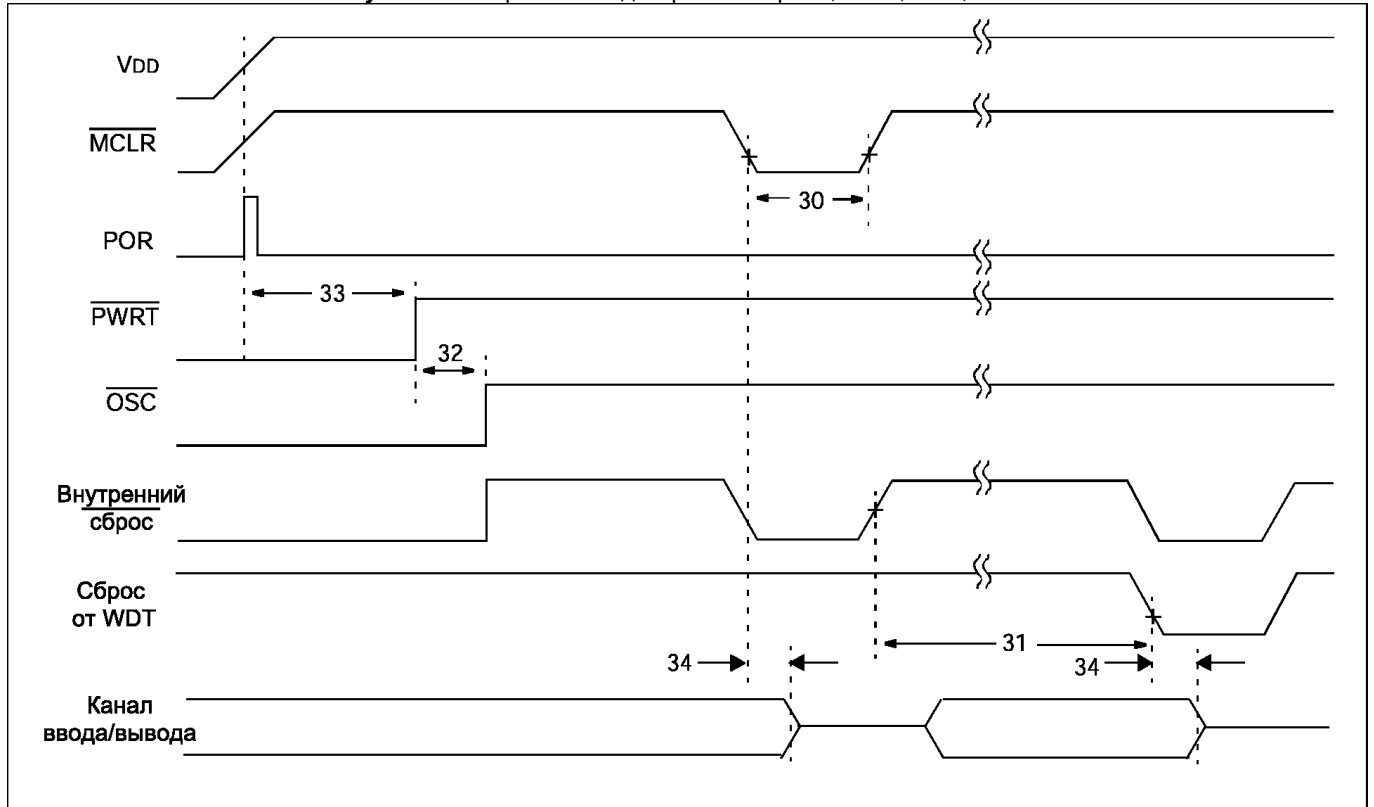 VDD
MCLR
30
POR
33
PWRT
32
OSC
Внутренний
сброс
Сброс
от WDT
31
34
34
Канал
ввода/вывода